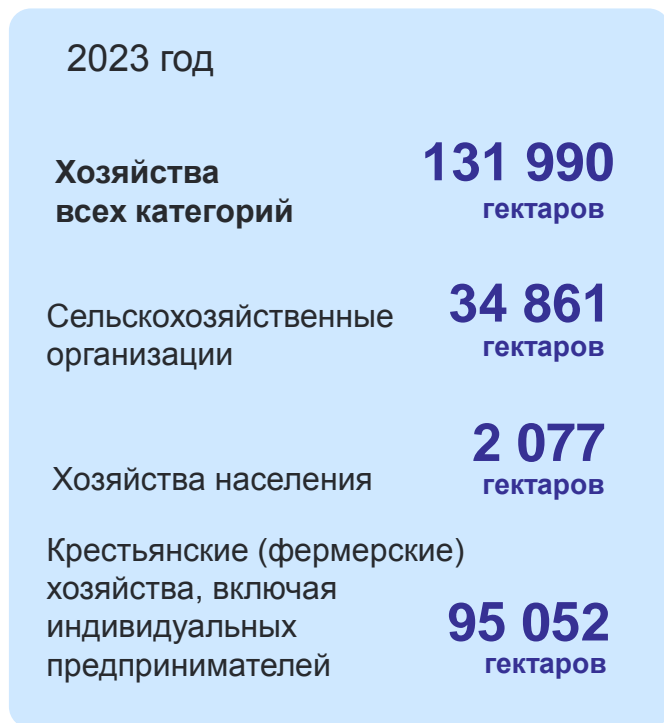 2023 год
Хозяйства
всех категорий
131 990
гектаров
Сельскохозяйственные
организации
34 861
гектаров
Хозяйства населения
2 077
гектаров
Крестьянские (фермерские)
хозяйства, включая
индивидуальных
предпринимателей
95 052
гектаров